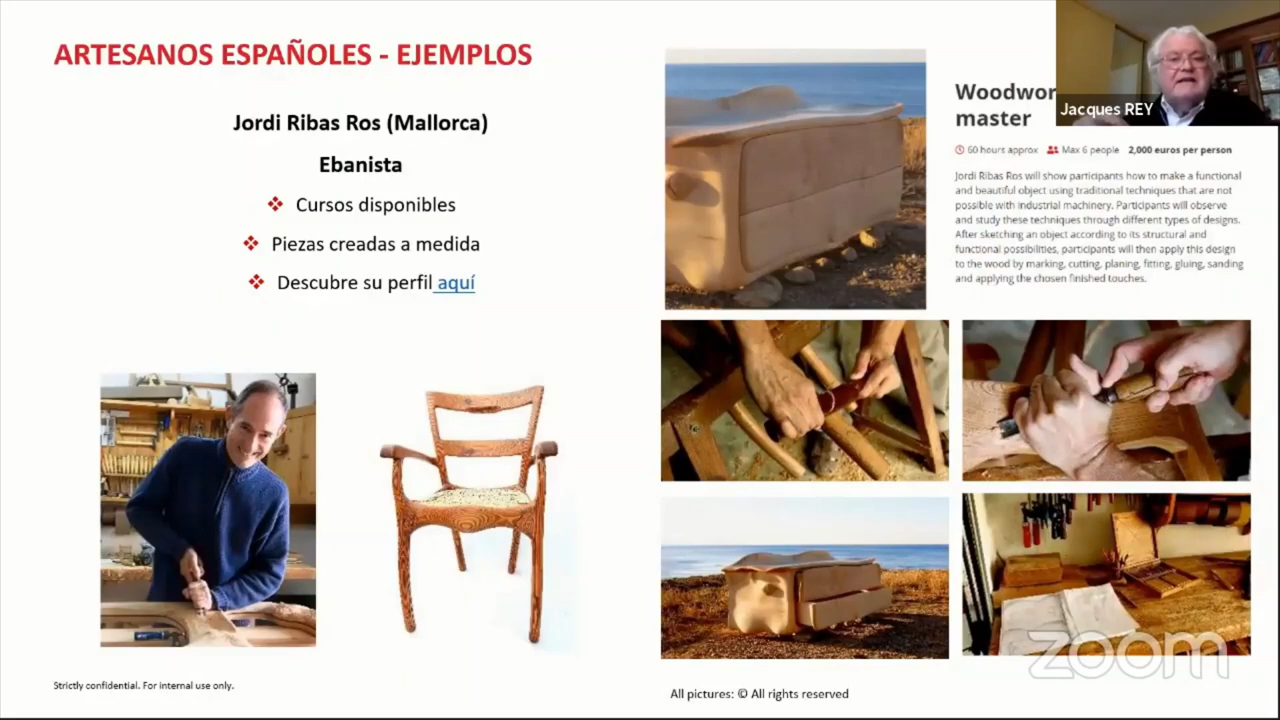 ARTESANOS ESPAÑOLES - EJEMPLOS
Jordi Ribas Ros (Mallorca)
Ebanista
❖ Cursos disponibles
❖ Piezas creadas a medida
❖ Descubre su perfil aquí
Jacques REY
master
60 hours approx Max 6 people 2,000 euros per person
Jordi Ribas Ros will show participants how to make a functional
and beautiful object using traditional techniques that are not
possible with industrial machinery. Participants will observe
and study these techniques through different types of designs.
After sketching an object according to its structural and
functional possibilities, participants will then apply this design
to the wood by marking, cutting, planing, fitting, gluing, sanding
and applying the chosen finished touches.
zoom
Strictly confidential. For internal use only.
All pictures: © All rights reserved